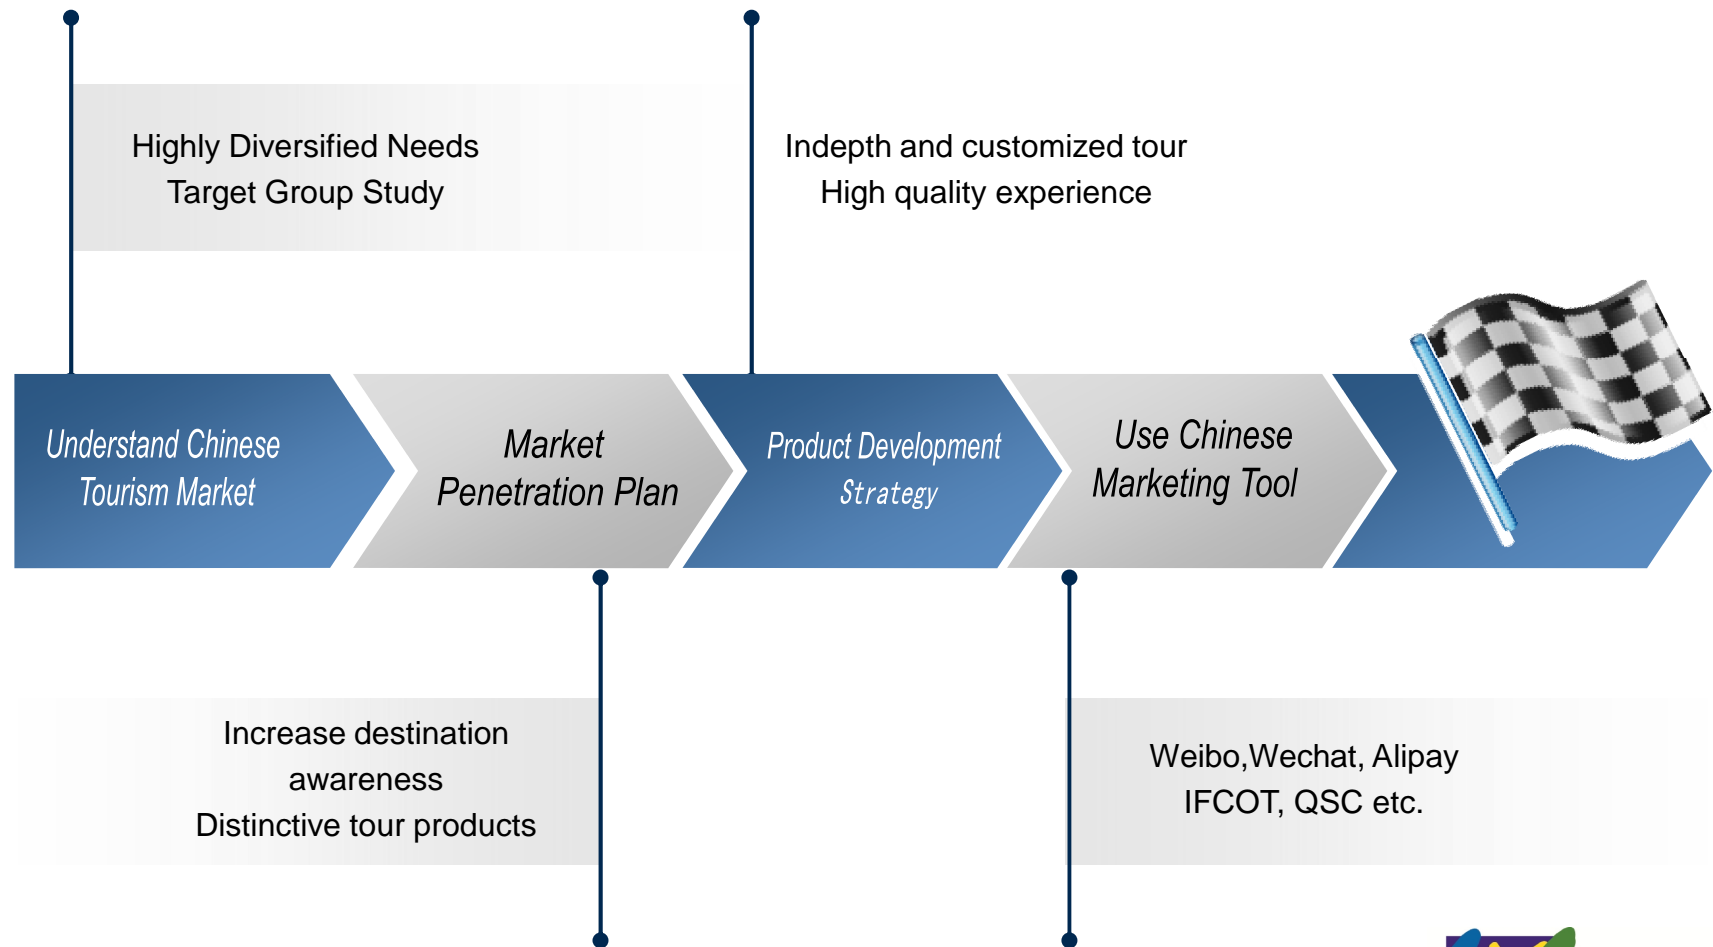 Highly Diversified Needs
Target Group Study
Indepth and customized tour
High quality experience
Understand Chinese
Tourism Market
Market
Penetration Plan
Product Development
Strategy
Use Chinese
Marketing Tool
Increase destination
awareness
Distinctive tour products
Weibo,Wechat, Alipay
IFCOT, QSC etc.